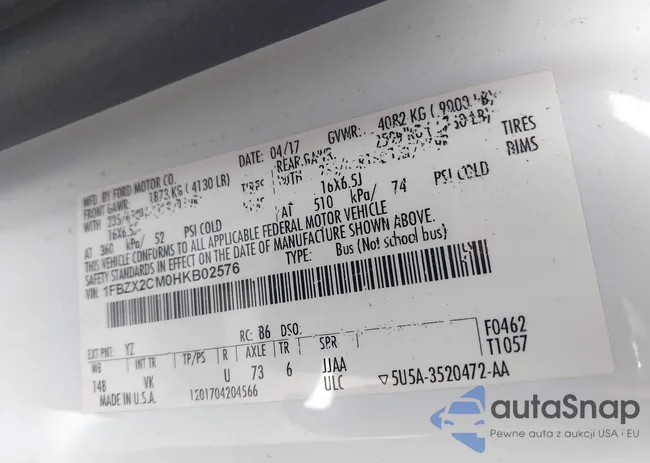 MFD. BY FORD MOTOR CO.
DATE: 04/17
GVWR: 4082 KG ( LB)
FRONT GAWR: 1873 KG ( 4130 LB)
REAR GAWR:
WITH
TIRES
WITH
TIRES
16X6.5J
16X6.5J
RIMS
AT 360 kPa/ 52 PSI COLD
AT 510 kPa/ 74 PSI COLD
THIS VEHICLE CONFORMS TO ALL APPLICABLE FEDERAL MOTOR VEHICLE
SAFETY STANDARDS IN EFFECT ON THE DATE OF MANUFACTURE SHOWN ABOVE.
VIN: 1FBZX2CM0HKB02576
TYPE: Bus (Not school bus)
EXT PNT: YZ
RC: 86 DSO:
F0462
WB INT TR TP/PS R AXLE TR SPR
T1057
148 VK U 73 6 JJAA
MADE IN U.S.A.
1201704204566
ULC
▽5U5A-3520472-AA
autaSnap
Pewne auta z aukcji USA i EU